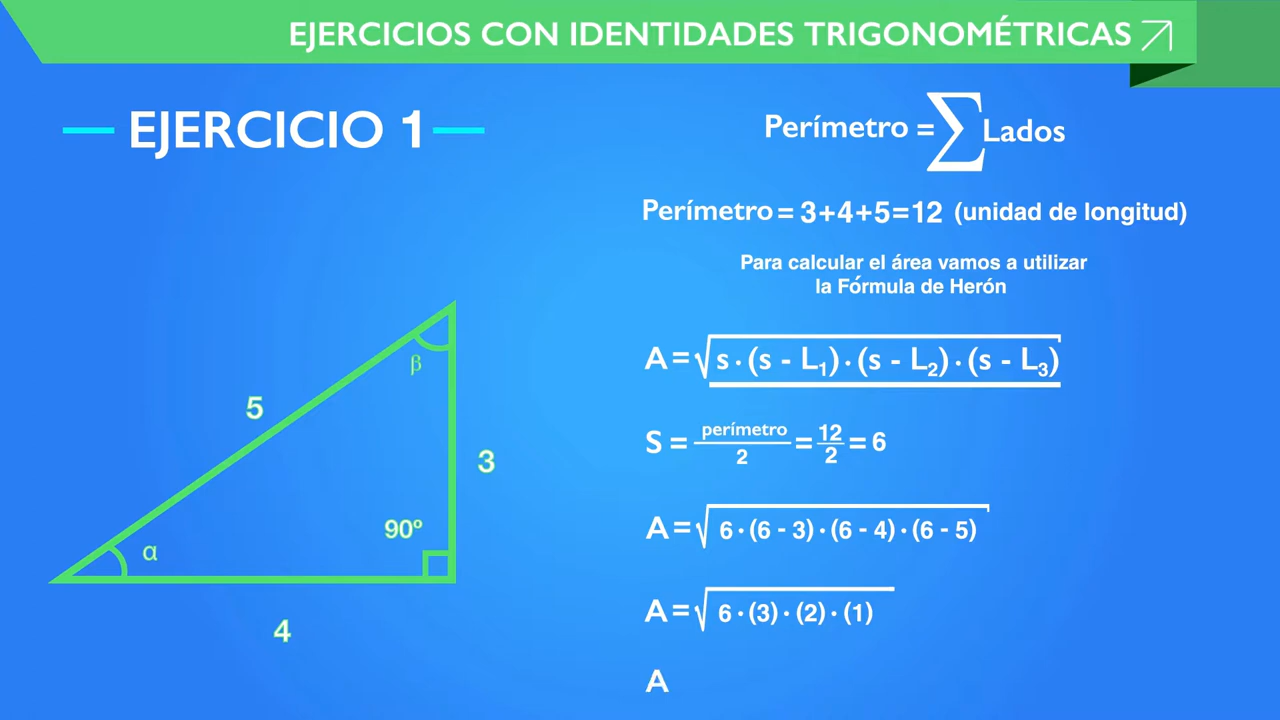 EJERCICIOS CON IDENTIDADES TRIGONOMÉTRICAS
EJERCICIO 1
5
β
3
90º
α
4
Perímetro = ∑ Lados
Perímetro = 3+4+5=12 (unidad de longitud)
Para calcular el área vamos a utilizar
la Fórmula de Herón
A = √ s · (s - L₁) · (s - L₂) · (s - L₃)
S = perímetro/2 = 12/2 = 6
A = √ 6 · (6 - 3) · (6 - 4) · (6 - 5)
A = √ 6 · (3) · (2) · (1)
A